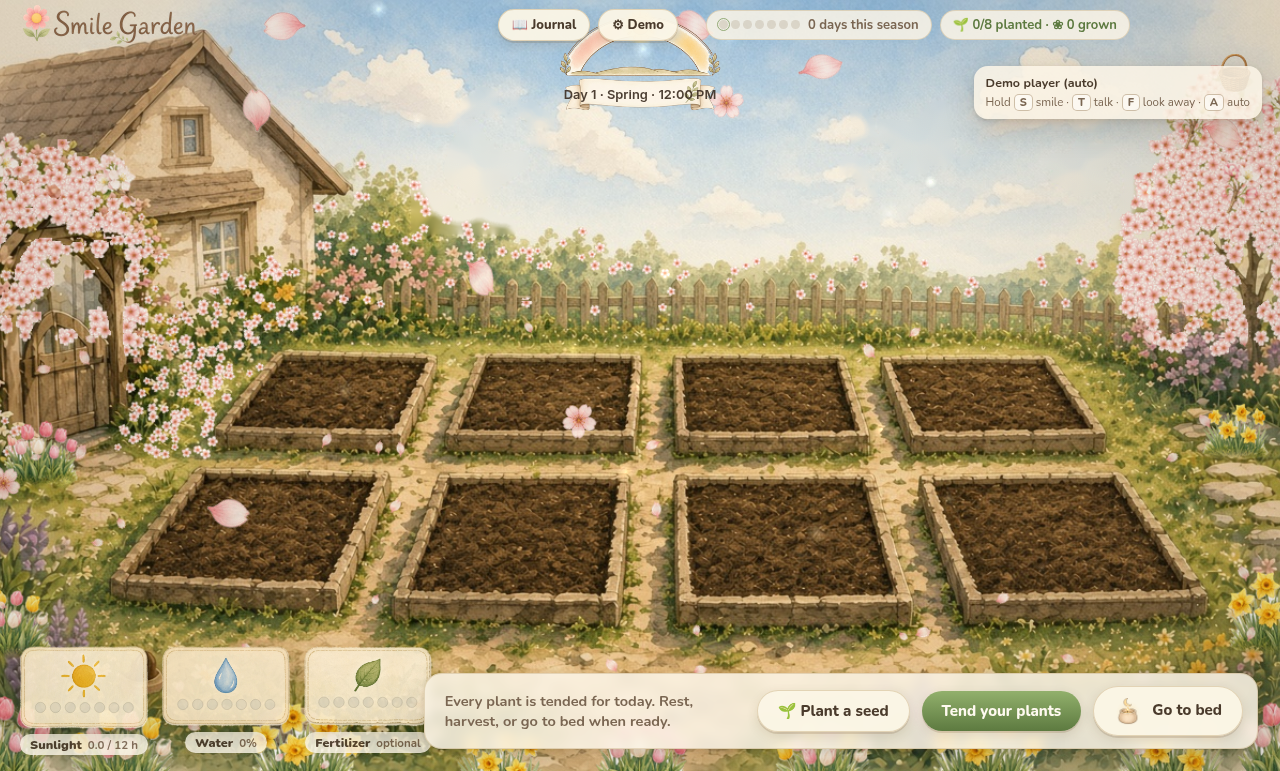 Smile Garden
📖 Journal
⚙ Demo
0 days this season
🌱 0/8 planted · ❀ 0 grown
Day 1 · Spring · 12:00 PM
Demo player (auto)
Hold S smile · T talk · F look away · A auto
Every plant is tended for today. Rest,
harvest, or go to bed when ready.
🌱 Plant a seed
Tend your plants
Go to bed
Sunlight 0.0 / 12 h
Water 0%
Fertilizer optional